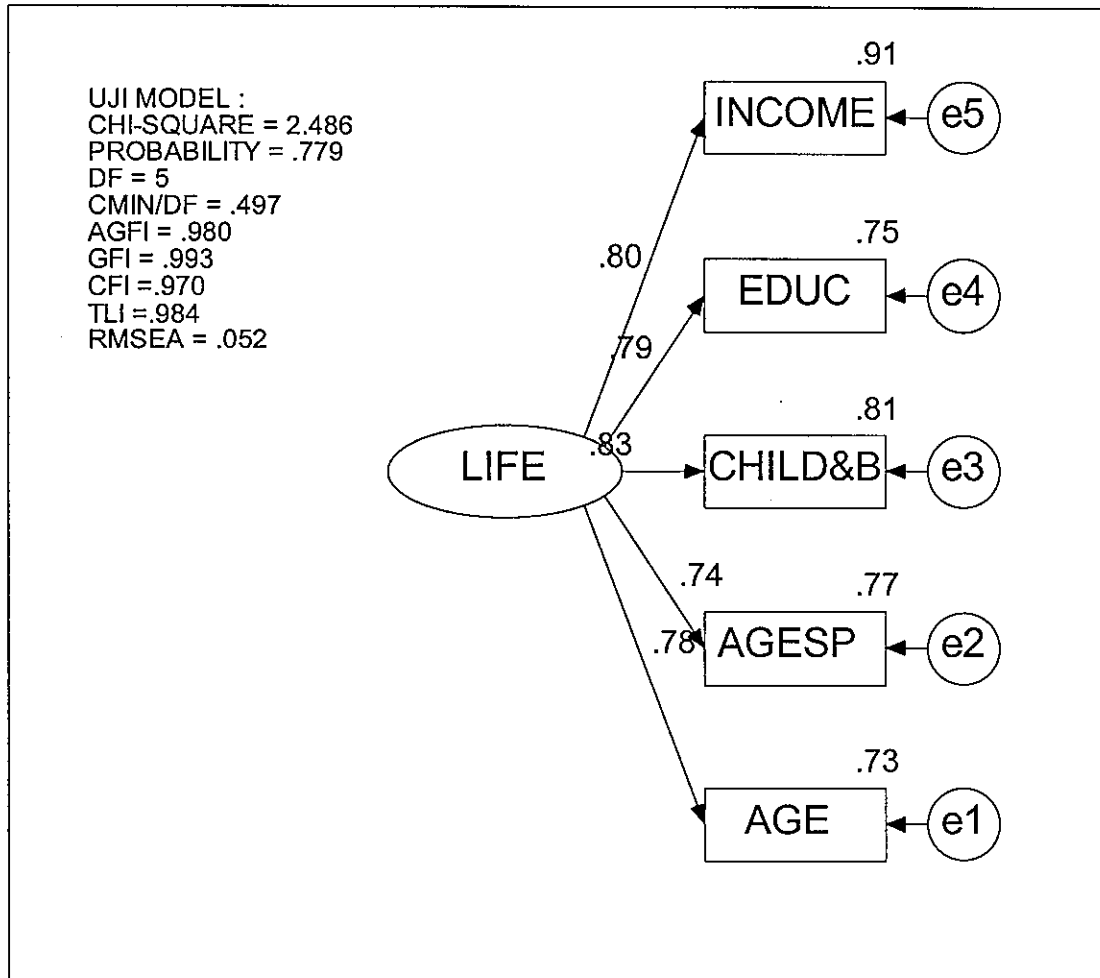 UJI MODEL :
CHI-SQUARE = 2.486
PROBABILITY = .779
DF = 5
CMIN/DF = .497
AGFI = .980
GFI = .993
CFI =.970
TLI =.984
RMSEA = .052
.91
INCOME
e5
.80
.75
EDUC
e4
.79
.81
LIFE
.83
CHILD&B
e3
.74
.77
.78
AGESP
e2
.73
AGE
e1